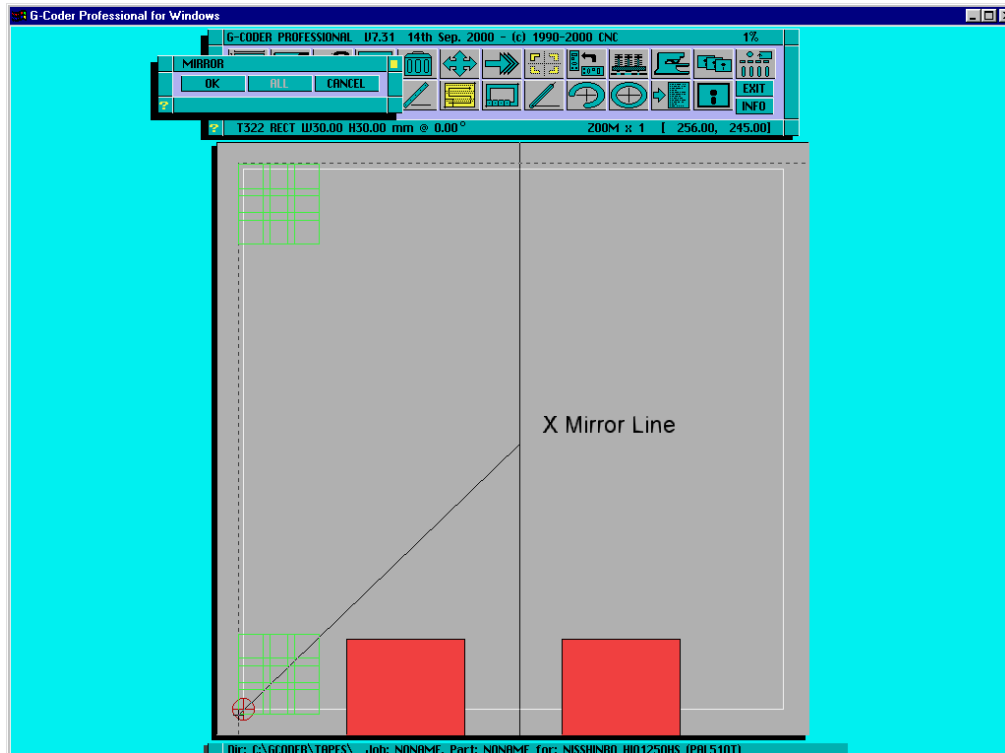 G-Coder Professional for Windows
G-CODER PROFESSIONAL V7.31 14th Sep. 2000 - (c) 1990-2000 CNC 1%
MIRROR
OK ALL CANCEL
EXIT
INFO
?
? T322 RECT W30.00 H30.00 mm @ 0.00° ZOOM x 1 [ 256.00, 245.00]
X Mirror Line
Dir: C:\GCODER\TAPES\ Job: NONAME, Part: NONAME for: NISSHINBO HIQ1250HS (PAL510T)